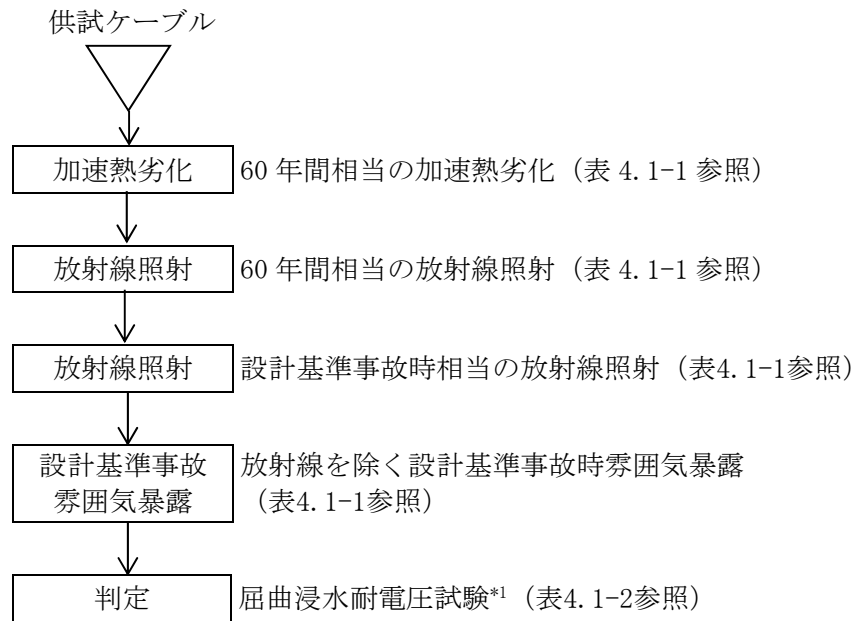 供試ケーブル
加速熱劣化 60 年間相当の加速熱劣化（表 4.1-1 参照）
放射線照射 60 年間相当の放射線照射（表 4.1-1 参照）
放射線照射 設計基準事故時相当の放射線照射（表4.1-1参照）
設計基準事故 放射線を除く設計基準事故時雰囲気暴露
雰囲気暴露 （表4.1-1参照）
判定 屈曲浸水耐電圧試験*1（表4.1-2参照）